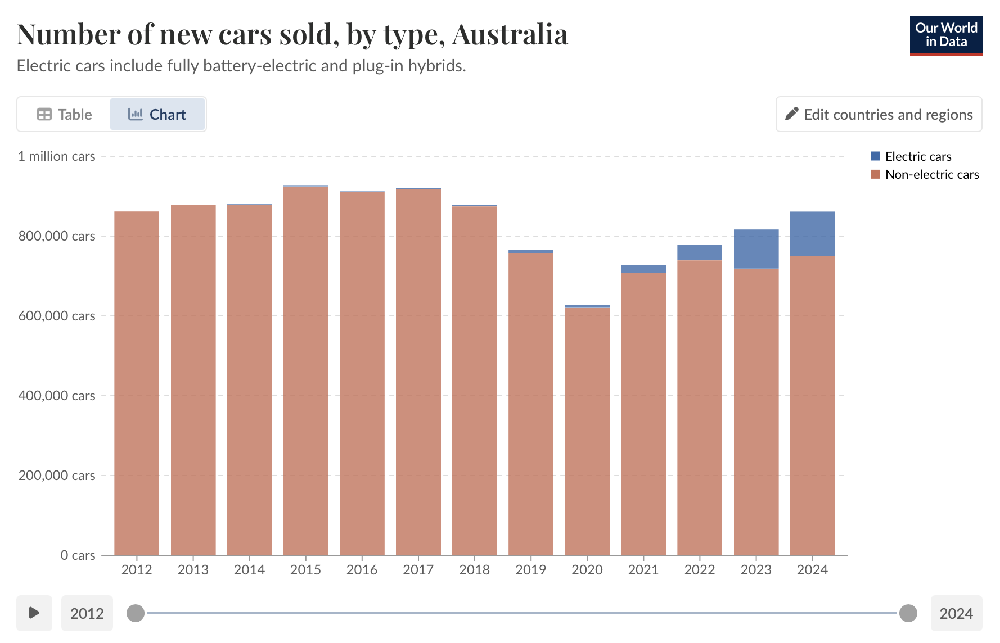 Number of new cars sold, by type, Australia
Electric cars include fully battery-electric and plug-in hybrids.
Our World
in Data
Table
Chart
Edit countries and regions
1 million cars
800,000 cars
600,000 cars
400,000 cars
200,000 cars
0 cars
Electric cars
Non-electric cars
2012
2013
2014
2015
2016
2017
2018
2019
2020
2021
2022
2023
2024
2012
2024